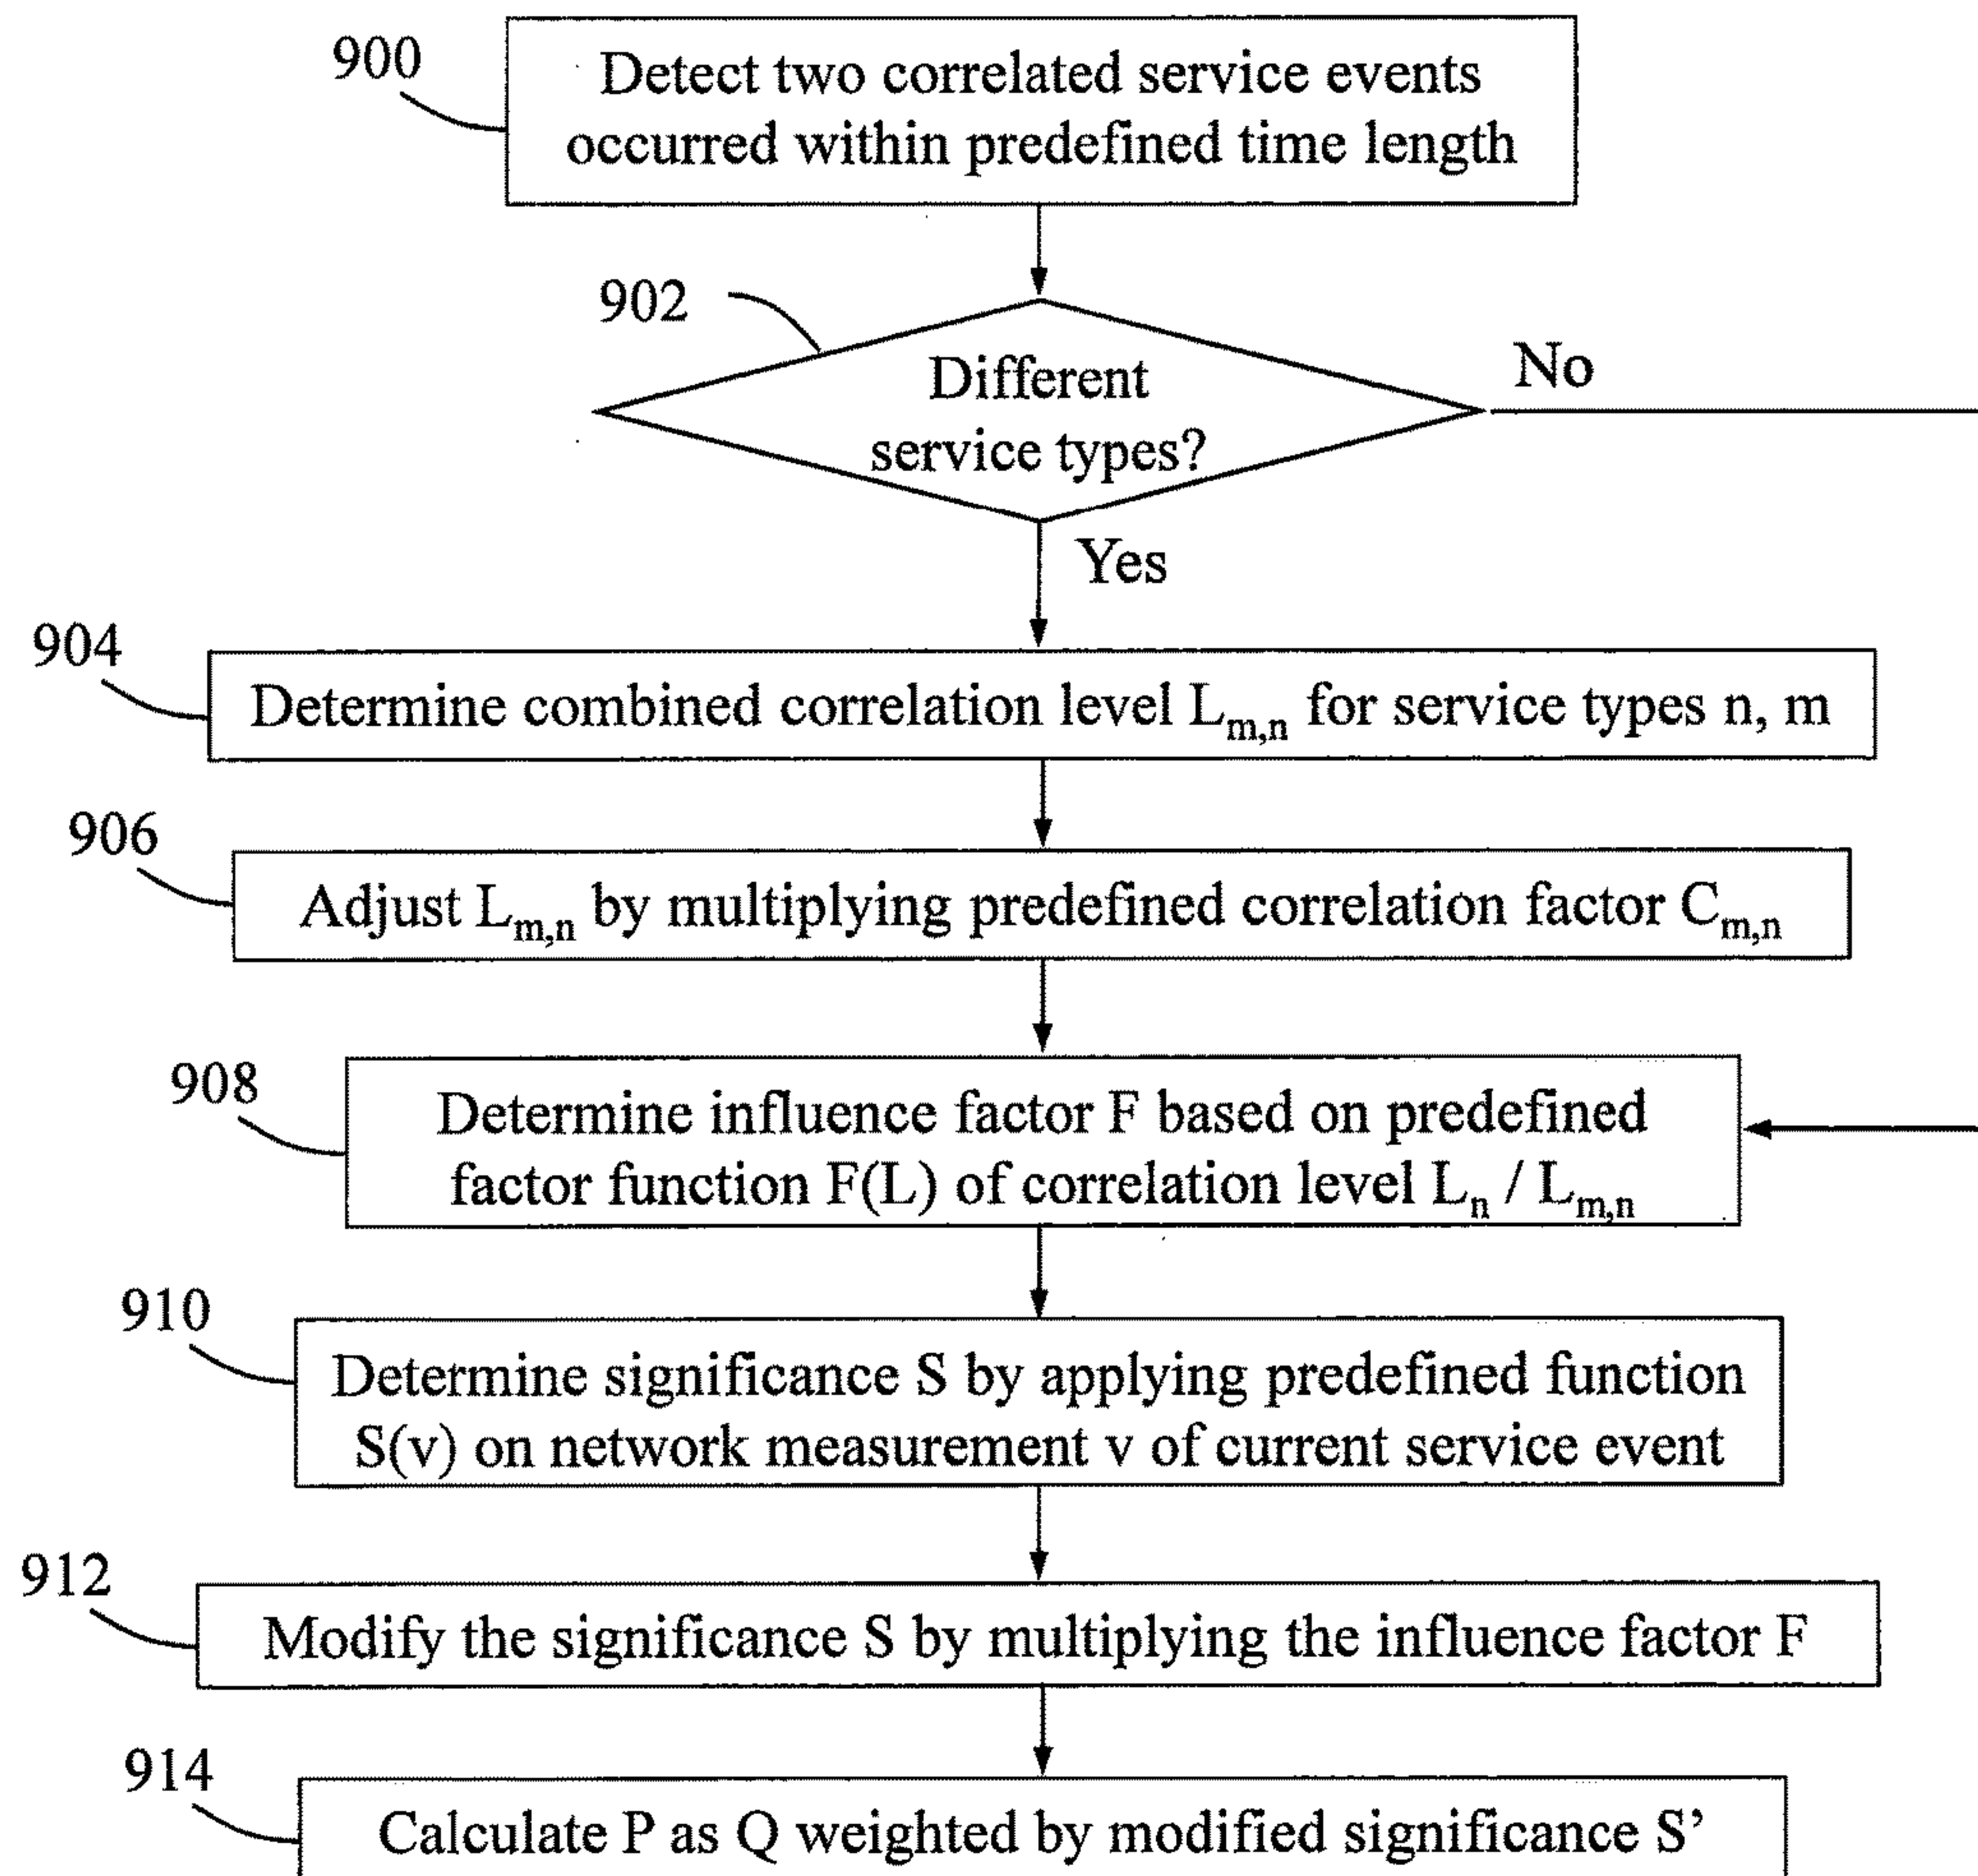 900
Detect two correlated service events
occurred within predefined time length
902
Different
service types?
No
Yes
904
Determine combined correlation level Lm,n for service types n, m
906
Adjust Lm,n by multiplying predefined correlation factor Cm,n
908
Determine influence factor F based on predefined
factor function F(L) of correlation level Ln / Lm,n
910
Determine significance S by applying predefined function
S(v) on network measurement v of current service event
912
Modify the significance S by multiplying the influence factor F
914
Calculate P as Q weighted by modified significance S’